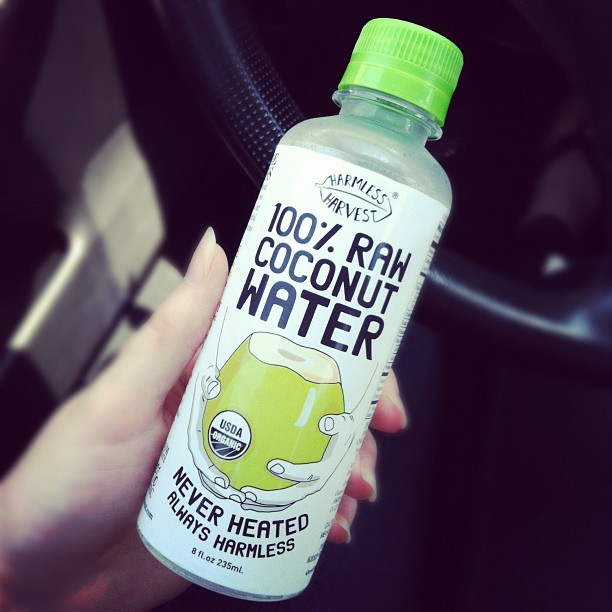 HARMLESS
HARVEST®
100% RAW
COCONUT
WATER
USDA
ORGANIC
NEVER HEATED
ALWAYS HARMLESS
8 fl.oz 235ml.